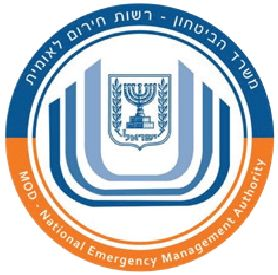 משרד הביטחון - רשות חירום לאומית
ישראל
MOD - National Emergency Management Authority